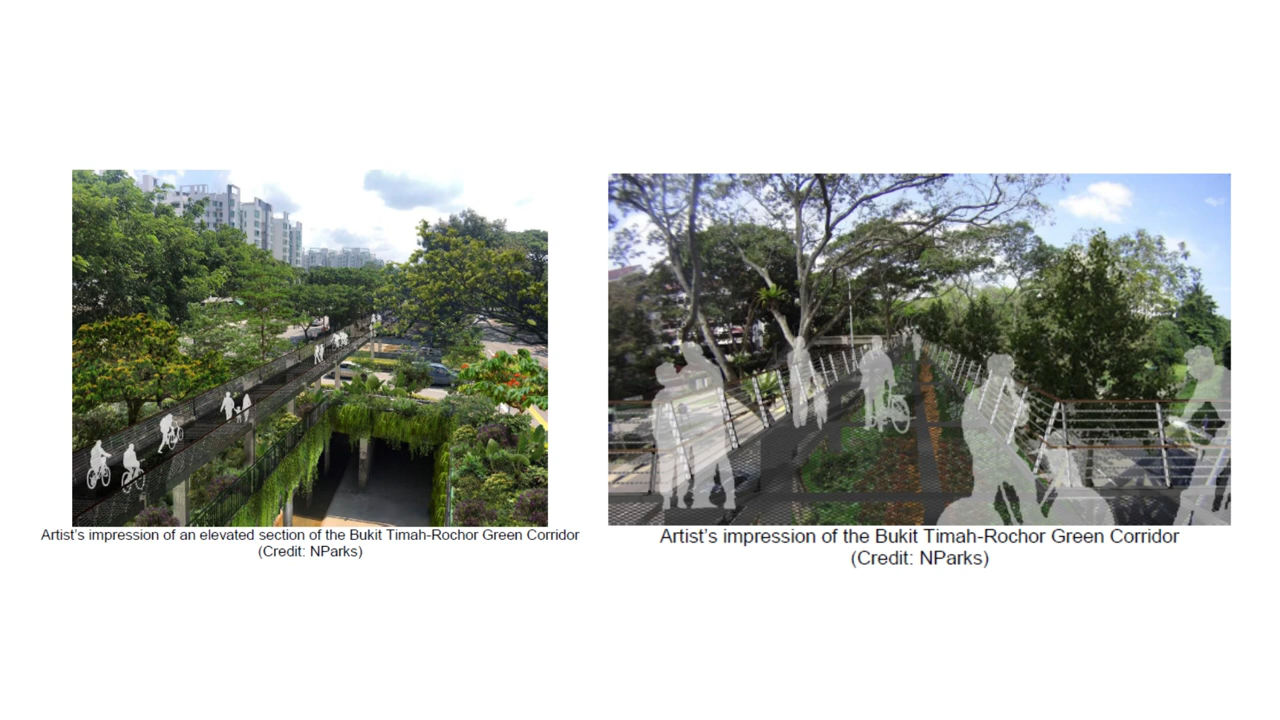 Artist's impression of an elevated section of the Bukit Timah-Rochor Green Corridor
(Credit: NParks)
Artist's impression of the Bukit Timah-Rochor Green Corridor
(Credit: NParks)